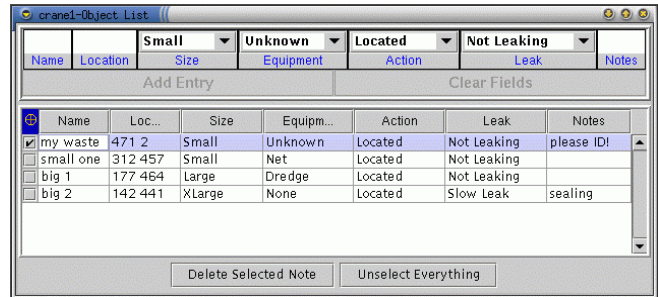 crane1-Object List
Small Unknown Located Not Leaking
Name Location Size Equipment Action Leak Notes
Add Entry Clear Fields
Name Loc... Size Equipm... Action Leak Notes
my waste 471 2 Small Unknown Located Not Leaking please ID!
small one 312 457 Small Net Located Not Leaking
big 1 177 464 Large Dredge Located Not Leaking
big 2 142 441 XLarge None Located Slow Leak sealing
Delete Selected Note Unselect Everything